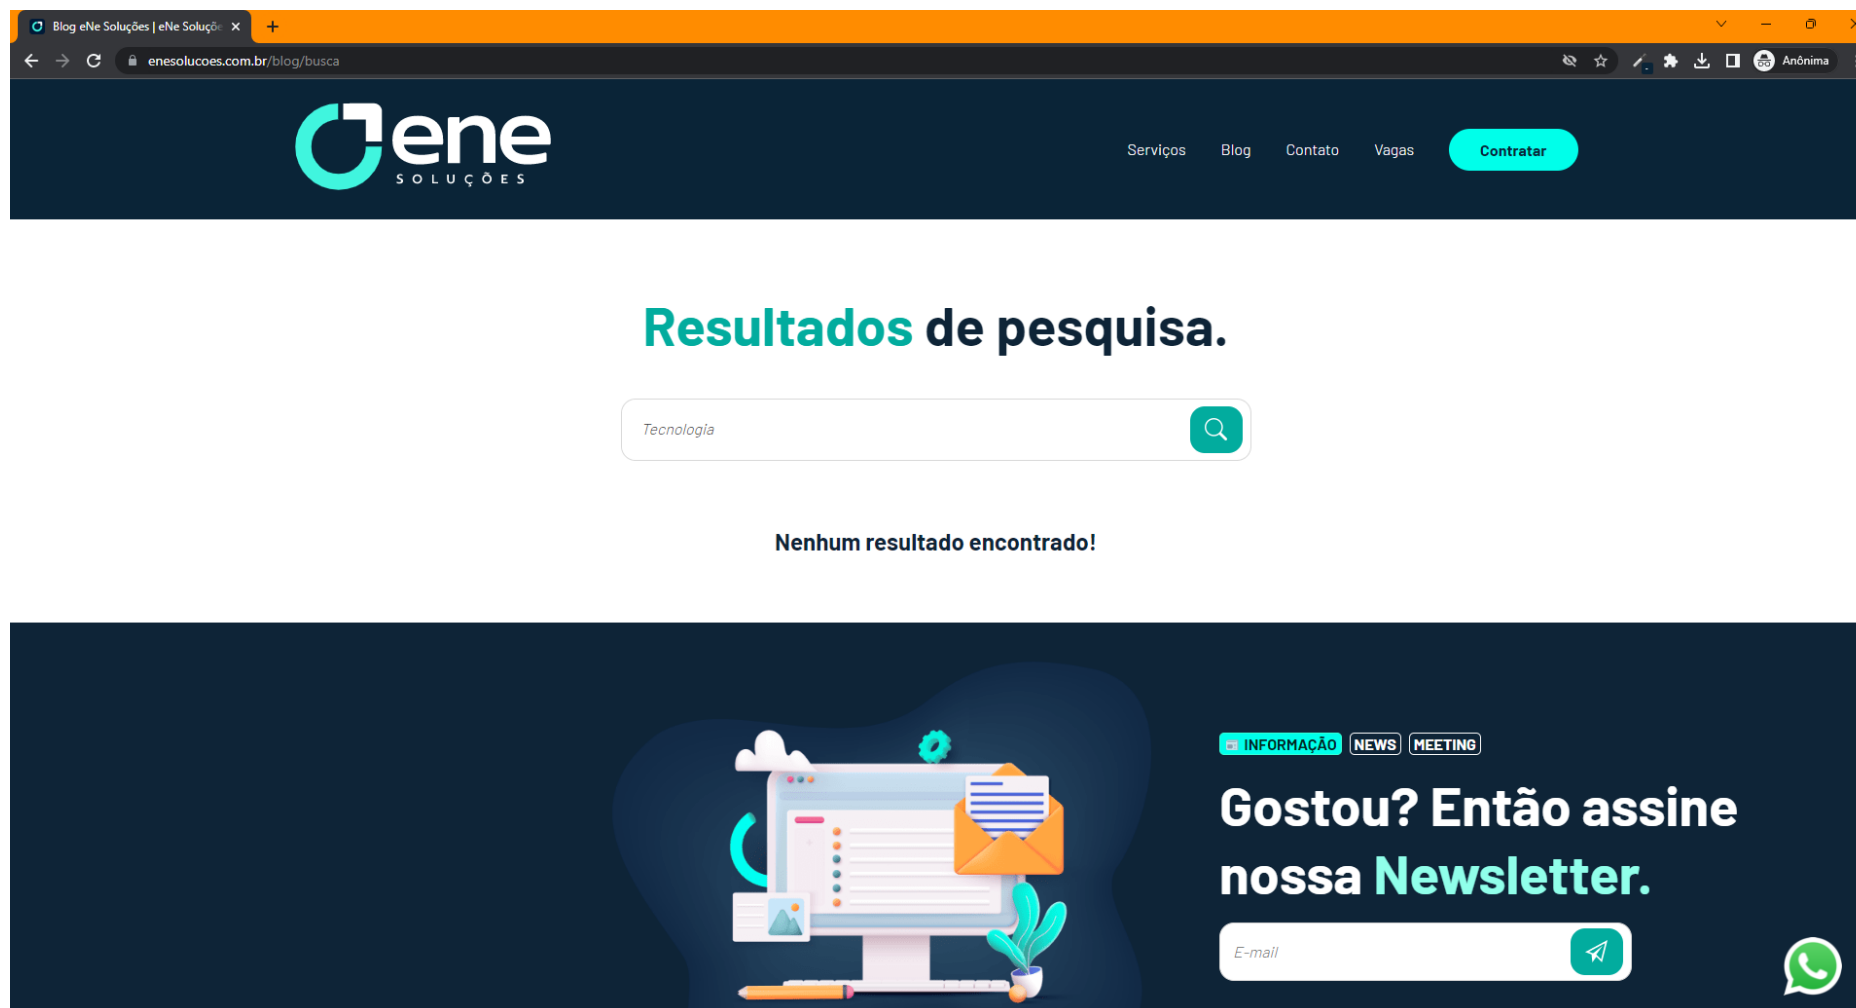 Blog eNe Soluções | eNe Soluçõe
enesolucoes.com.br/blog/busca
Anônima
ene
SOLUÇÕES
Serviços
Blog
Contato
Vagas
Contratar
Resultados de pesquisa.
Tecnologia
Nenhum resultado encontrado!
INFORMAÇÃO
NEWS
MEETING
Gostou? Então assine
nossa Newsletter.
E-mail